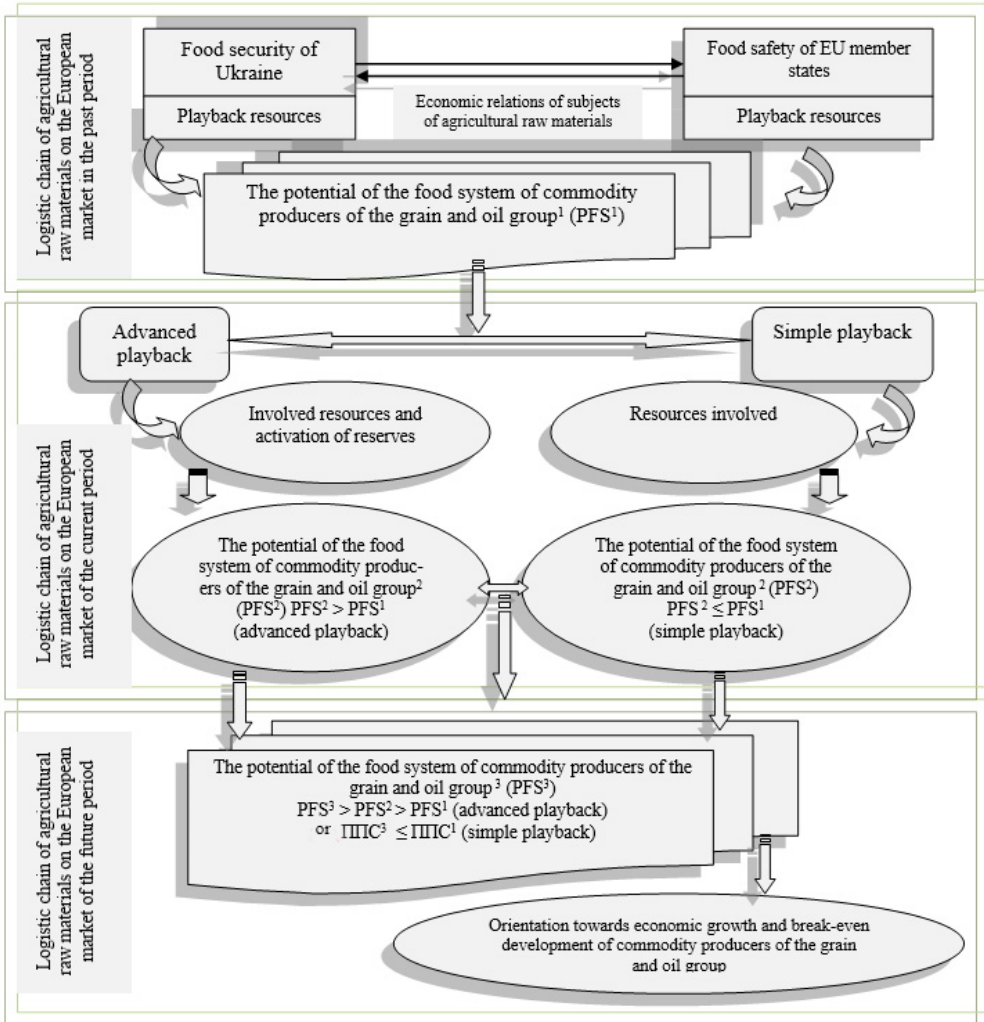 Logistic chain of agricultural
raw materials on the European
market in the past period
Food security of
Ukraine
Playback resources
Economic relations of subjects
of agricultural raw materials
Food safety of EU member
states
Playback resources
The potential of the food system of commodity
producers of the grain and oil group¹ (PFS¹)
Logistic chain of agricultural
raw materials on the European
market of the current period
Advanced
playback
Simple playback
Involved resources and
activation of reserves
Resources involved
The potential of the food
system of commodity produc-
ers of the grain and oil group²
(PFS²) PFS² > PFS¹
(advanced playback)
The potential of the food system
of commodity producers of the
grain and oil group ² (PFS²)
PFS ² ≤ PFS¹
(simple playback)
Logistic chain of agricultural
raw materials on the European
market of the future period
The potential of the food system of commodity producers of the
grain and oil group ³ (PFS³)
PFS³ > PFS² > PFS¹ (advanced playback)
or ППС³ ≤ ППС¹ (simple playback)
Orientation towards economic growth and break-even
development of commodity producers of the grain
and oil group